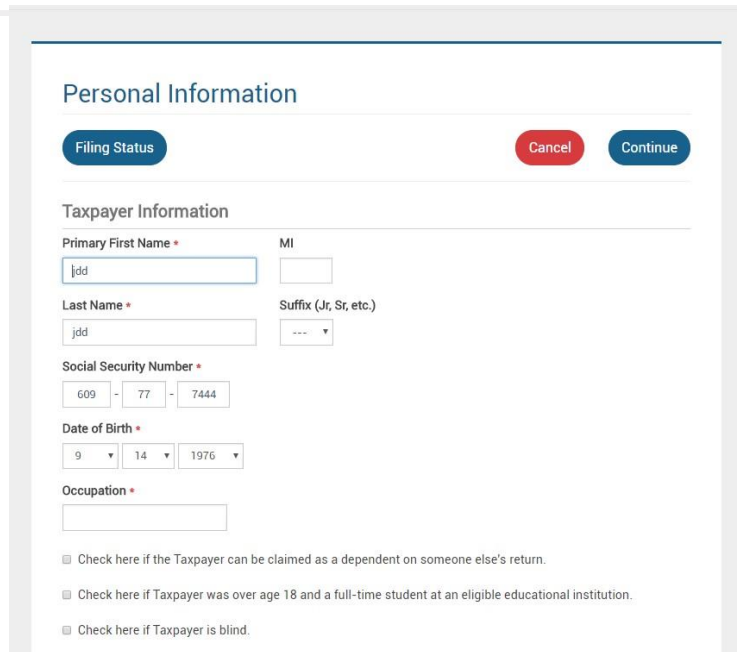 Personal Information
Filing Status Cancel Continue
Taxpayer Information
Primary First Name * MI
jdd
Last Name * Suffix (Jr, Sr, etc.)
jdd ---
Social Security Number *
609 - 77 - 7444
Date of Birth *
9 14 1976
Occupation *
Check here if the Taxpayer can be claimed as a dependent on someone else's return.
Check here if Taxpayer was over age 18 and a full-time student at an eligible educational institution.
Check here if Taxpayer is blind.